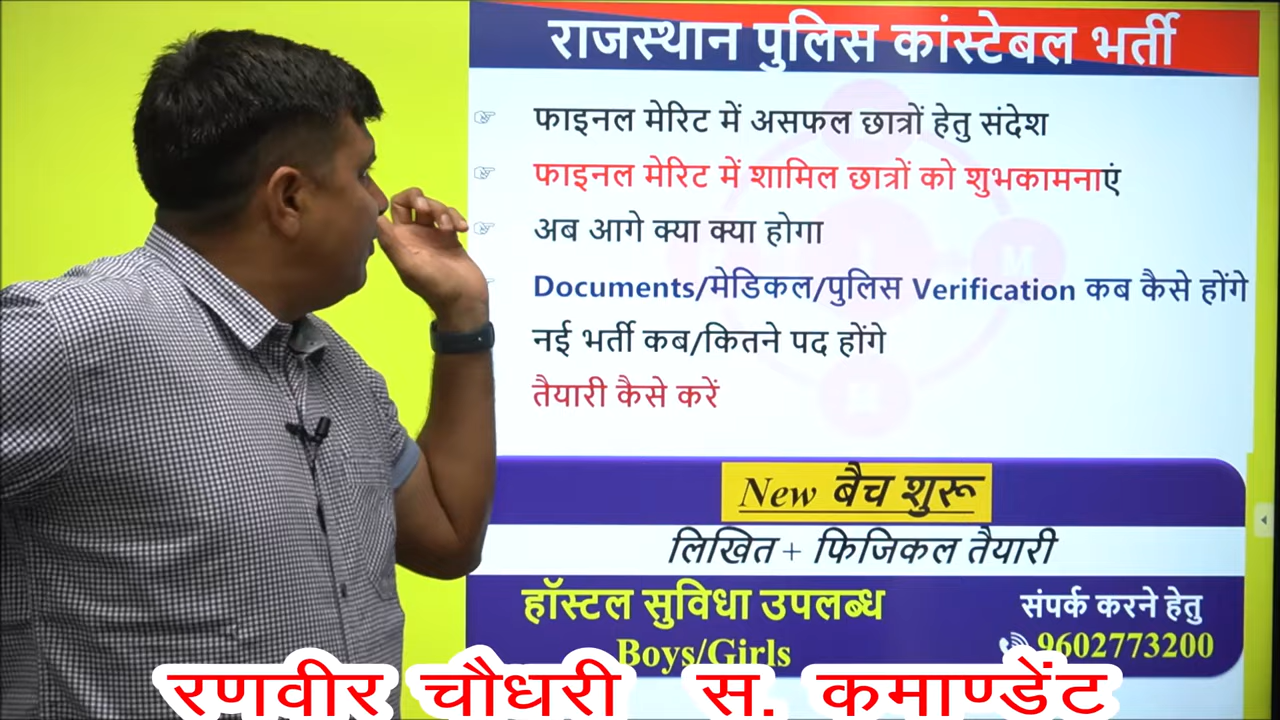 राजस्थान पुलिस कांस्टेबल भर्ती
फाइनल मेरिट में असफल छात्रों हेतु संदेश
फाइनल मेरिट में शामिल छात्रों को शुभकामनाएं
अब आगे क्या क्या होगा
Documents/मेडिकल/पुलिस Verification कब कैसे होंगे
नई भर्ती कब/कितने पद होंगे
तैयारी कैसे करें
M
New बैच शुरू
लिखित + फिजिकल तैयारी
हॉस्टल सुविधा उपलब्ध
Boys/Girls
संपर्क करने हेतु
9602773200
रणवीर चौधरी स. कमाण्डेंट